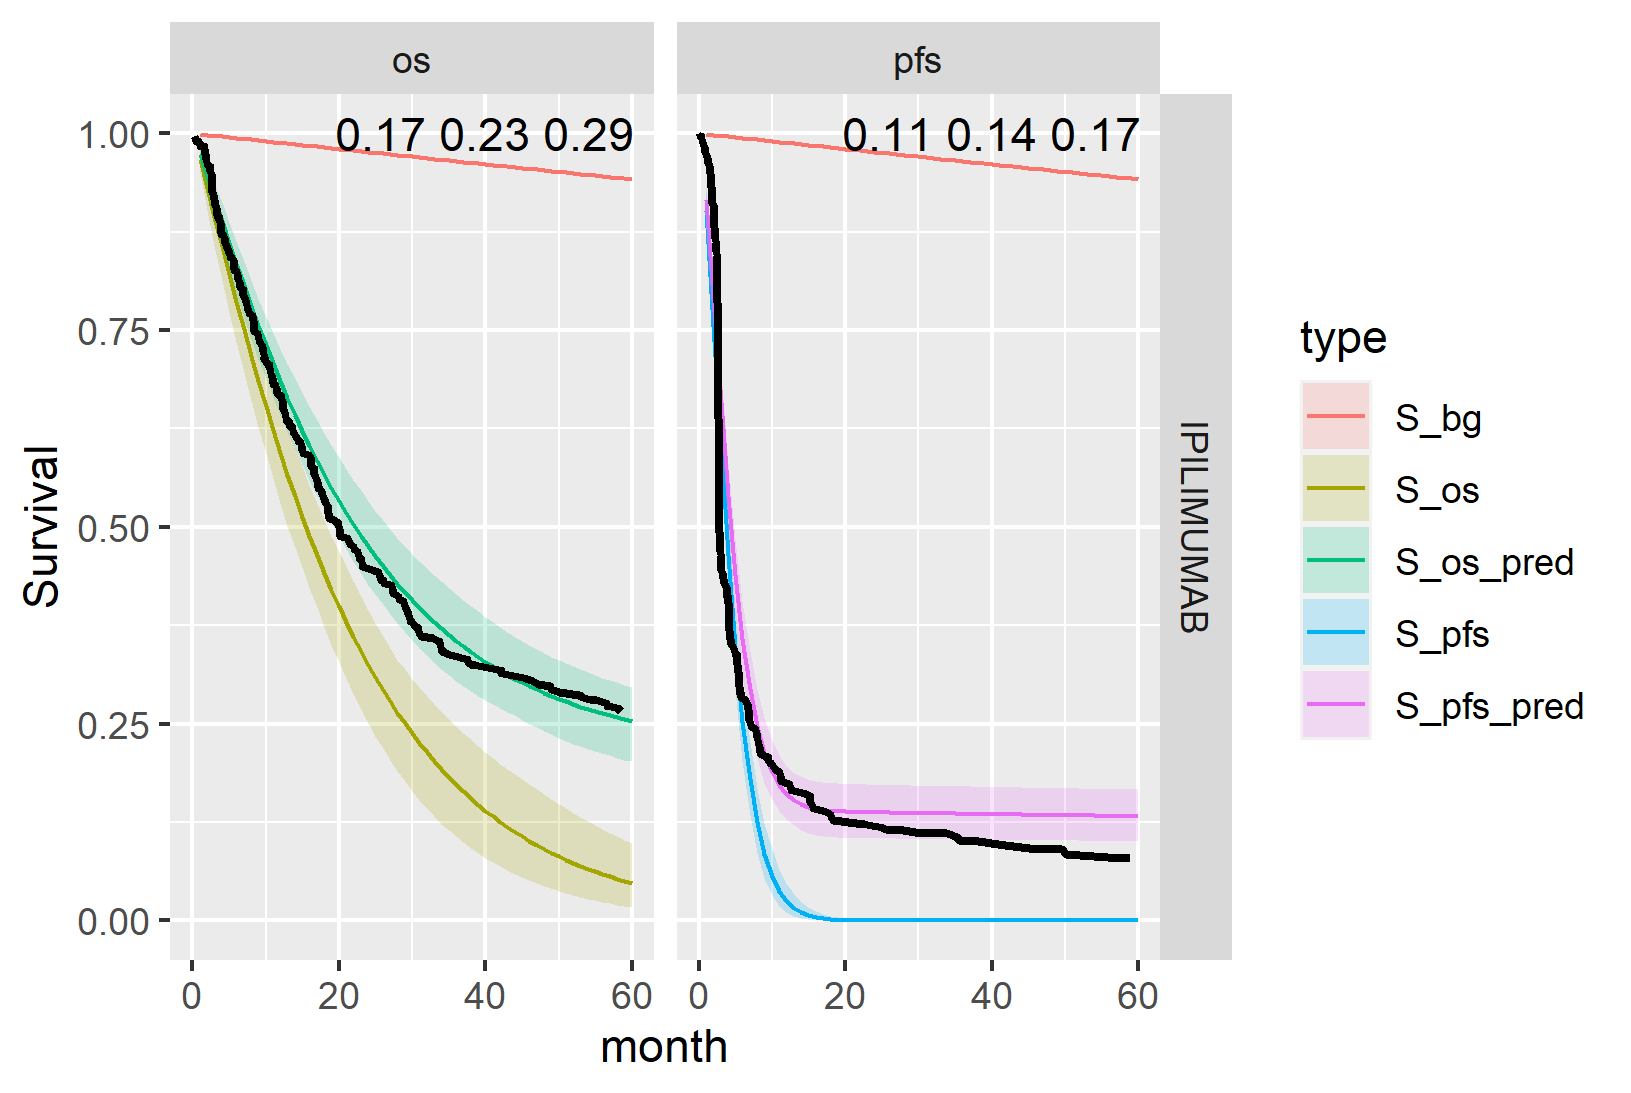 os
pfs
0.17 0.23 0.29
0.11 0.14 0.17
1.00
0.75
0.50
0.25
0.00
Survival
IPILIMUMAB
0 20 40 60
0 20 40 60
month
type
S_bg
S_os
S_os_pred
S_pfs
S_pfs_pred